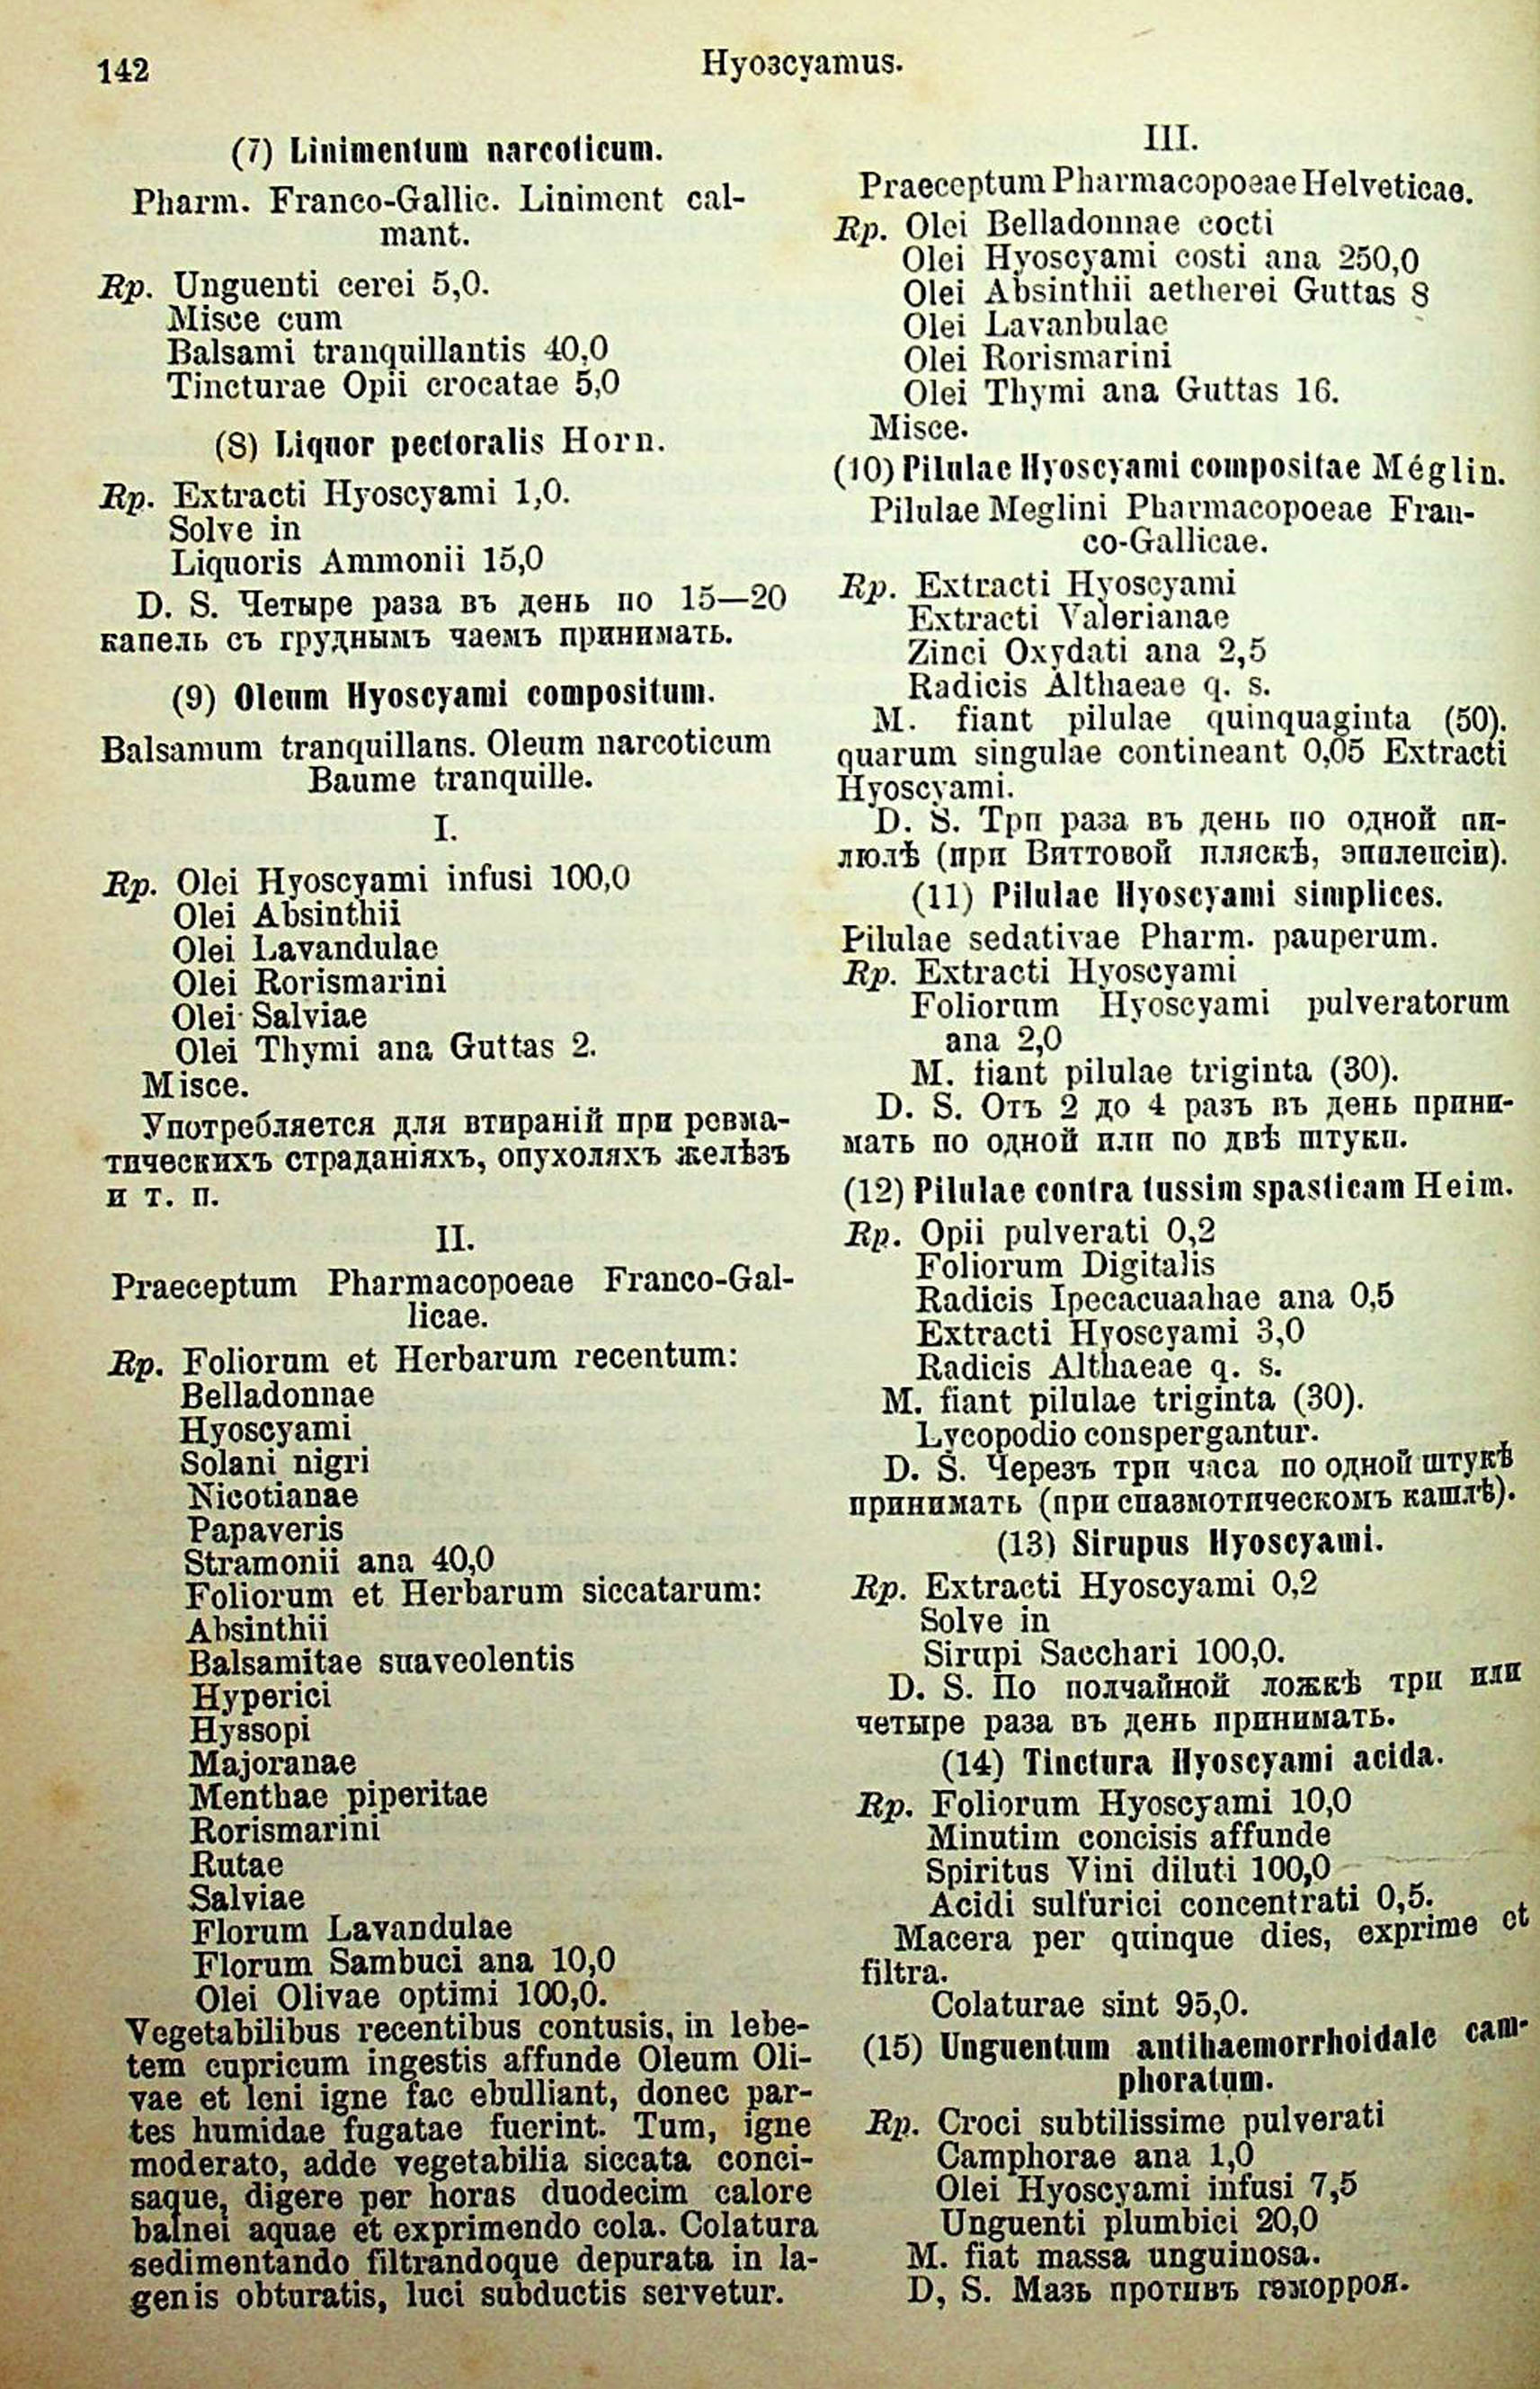 142
Hyoscyamus.
(7) Linimentum narcoticum.
Pharm. Franco-Gallic. Liniment cal-
mant.
Rp. Unguenti cerei 5,0.
Misce cum
Balsami tranquillantis 40,0
Tincturae Opii crocatae 5,0
(8) Liquor pectoralis Horn.
Rp. Extracti Hyoscyami 1,0.
Solve in
Liquoris Ammonii 15,0
D. S. Четыре раза въ день по 15—20
капель съ груднымъ чаемъ принимать.
(9) Oleum Hyoscyami compositum.
Balsamum tranquillans. Oleum narcoticum
Baume tranquille.
I.
Rp. Olei Hyoscyami infusi 100,0
Olei Absinthii
Olei Lavandulae
Olei Rorismarini
Olei Salviae
Olei Thymi ana Guttas 2.
Misce.
Употребляется для втираній при ревма-
тическихъ страданіяхъ, опухоляхъ желѣзъ
и т. п.
II.
Praeceptum Pharmacopoeae Franco-Gal-
licae.
Rp. Foliorum et Herbarum recentum:
Belladonnae
Hyoscyami
Solani nigri
Nicotianae
Papaveris
Stramonii ana 40,0
Foliorum et Herbarum siccatarum:
Absinthii
Balsamitae suaveolentis
Hyperici
Hyssopi
Majoranae
Menthae piperitae
Rorismarini
Rutae
Salviae
Florum Lavandulae
Florum Sambuci ana 10,0
Olei Olivae optimi 100,0.
Vegetabilibus recentibus contusis, in lebe-
tem cupricum ingestis affunde Oleum Oli-
vae et leni igne fac ebulliant, donec par-
tes humidae fugatae fuerint. Tum, igne
moderato, adde vegetabilia siccata conci-
saque, digere per horas duodecim calore
balnei aquae et exprimendo cola. Colatura
sedimentando filtrandoque depurata in la-
genis obturatis, luci subductis servetur.
III.
Praeceptum Pharmacopoeae Helveticae.
Rp. Olei Belladonnae cocti
Olei Hyoscyami costi ana 250,0
Olei Absinthii aetherei Guttas 8
Olei Lavanbulae
Olei Rorismarini
Olei Thymi ana Guttas 16.
Misce.
(10) Pilulae Hyoscyami compositae Méglin.
Pilulae Meglini Pharmacopoeae Fran-
co-Gallicae.
Rp. Extracti Hyoscyami
Extracti Valerianae
Zinci Oxydati ana 2,5
Radicis Althaeae q. s.
M. fiant pilulae quinquaginta (50).
quarum singulae contineant 0,05 Extracti
Hyoscyami.
D. S. Три раза въ день по одной пи-
люлѣ (при Виттовой пляскѣ, эпилепсіи).
(11) Pilulae Hyoscyami simplices.
Pilulae sedativae Pharm. pauperum.
Rp. Extracti Hyoscyami
Foliorum Hyoscyami pulveratorum
ana 2,0
M. fiant pilulae triginta (30).
D. S. Отъ 2 до 4 разъ въ день прини-
мать по одной или по двѣ штуки.
(12) Pilulae contra tussim spasticam Heim.
Rp. Opii pulverati 0,2
Foliorum Digitalis
Radicis Ipecacuaahae ana 0,5
Extracti Hyoscyami 3,0
Radicis Althaeae q. s.
M. fiant pilulae triginta (30).
Lycopodio conspergantur.
D. S. Черезъ три часа по одной штукѣ
принимать (при спазмотическомъ кашлѣ).
(13) Sirupus Hyoscyami.
Rp. Extracti Hyoscyami 0,2
Solve in
Sirupi Sacchari 100,0.
D. S. По полчайной ложкѣ три или
четыре раза въ день принимать.
(14) Tinctura Hyoscyami acida.
Rp. Foliorum Hyoscyami 10,0
Minutim concisis affunde
Spiritus Vini diluti 100,0
Acidi sulfurici concentrati 0,5.
Macera per quinque dies, exprime et
filtra.
Colaturae sint 95,0.
(15) Unguentum antihaemorrhoidale cam-
phoratum.
Rp. Croci subtilissime pulverati
Camphorae ana 1,0
Olei Hyoscyami infusi 7,5
Unguenti plumbici 20,0
M. fiat massa unguinosa.
D, S. Мазь противъ гэморроя.